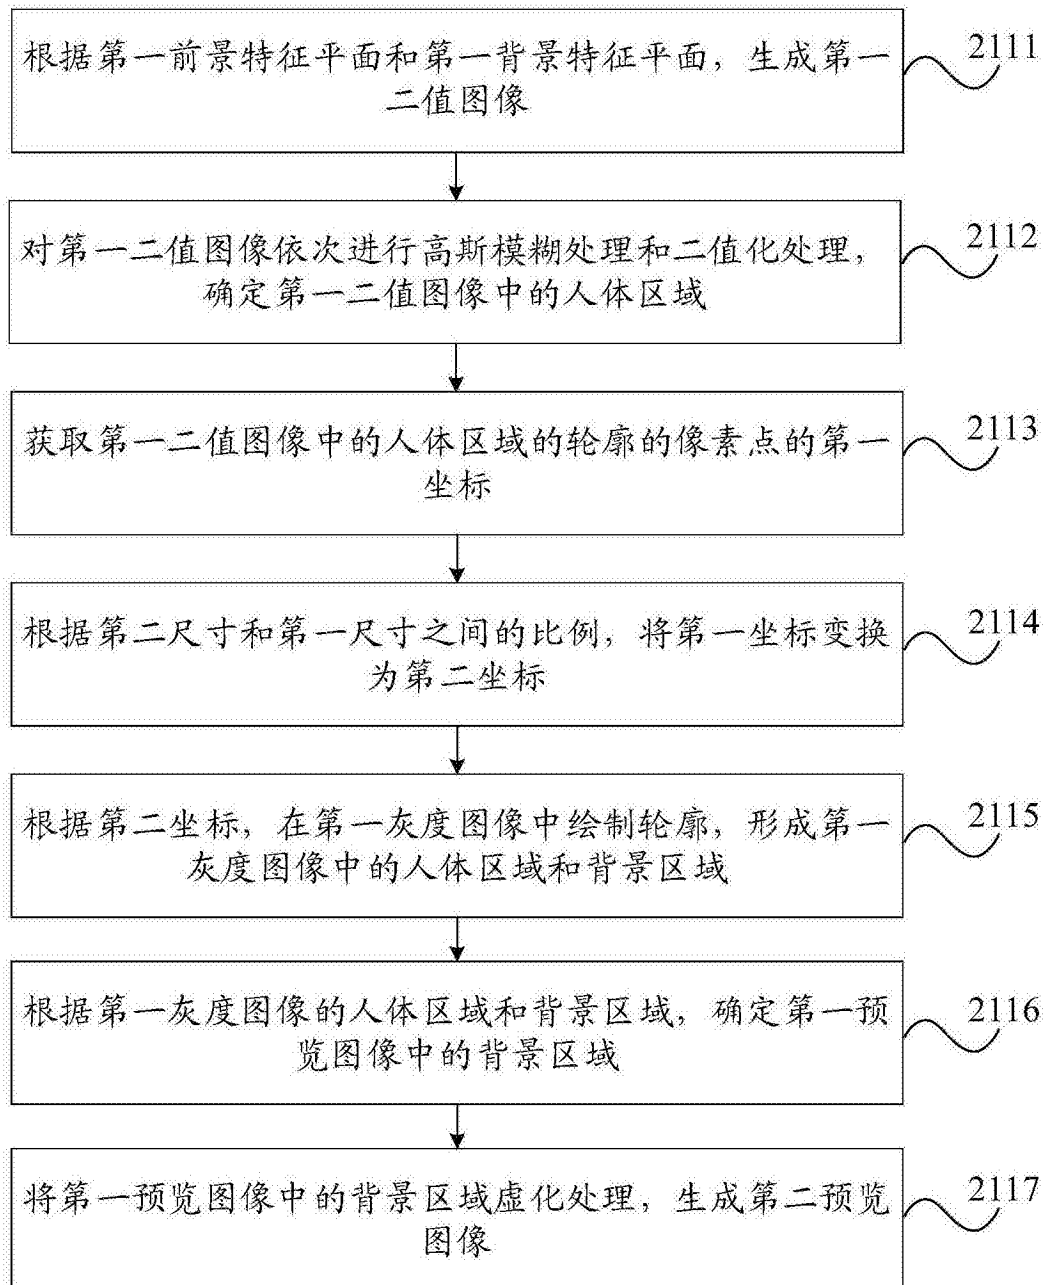 根据第一前景特征平面和第一背景特征平面，生成第一
二值图像
2111
对第一二值图像依次进行高斯模糊处理和二值化处理，
确定第一二值图像中的人体区域
2112
获取第一二值图像中的人体区域的轮廓的像素点的第一
坐标
2113
根据第二尺寸和第一尺寸之间的比例，将第一坐标变换
为第二坐标
2114
根据第二坐标，在第一灰度图像中绘制轮廓，形成第一
灰度图像中的人体区域和背景区域
2115
根据第一灰度图像的人体区域和背景区域，确定第一预
览图像中的背景区域
2116
将第一预览图像中的背景区域虚化处理，生成第二预览
图像
2117